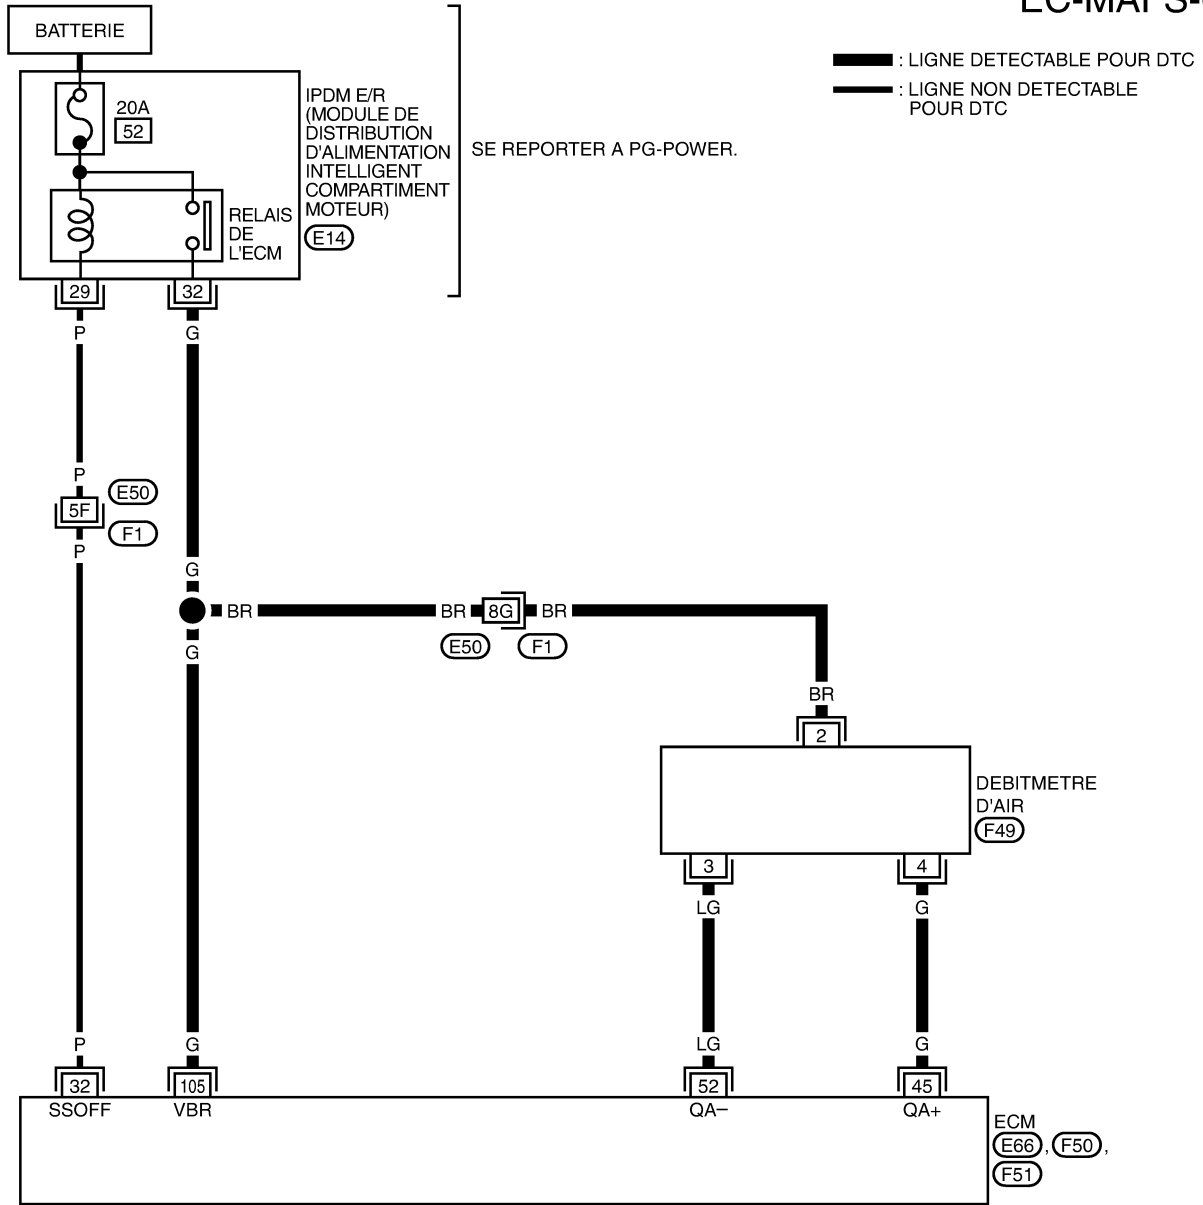 BATTERIE
: LIGNE DETECTABLE POUR DTC
: LIGNE NON DETECTABLE
POUR DTC
20A
52
IPDM E/R
(MODULE DE
DISTRIBUTION
D'ALIMENTATION
INTELLIGENT
COMPARTIMENT
MOTEUR)
E14
SE REPORTER A PG-POWER.
RELAIS
DE
L'ECM
29
32
P
G
P
5F
E50
F1
P
G
BR
BR
8G
BR
E50
F1
G
BR
2
DEBITMETRE
D'AIR
F49
3
4
LG
G
P
G
LG
G
32
105
52
45
SSOFF
VBR
QA−
QA+
ECM
E66 , F50 ,
F51